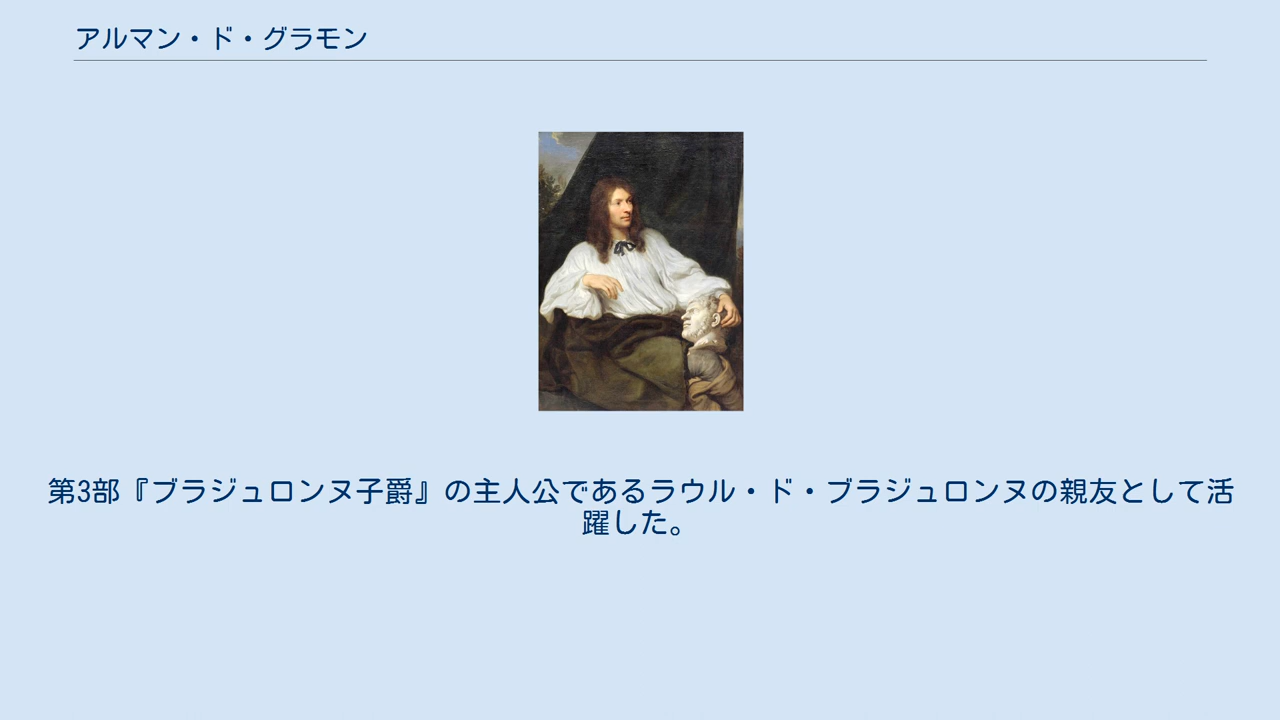 アルマン・ド・グラモン
第3部『ブラジュロンヌ子爵』の主人公であるラウル・ド・ブラジュロンヌの親友として活
躍した。